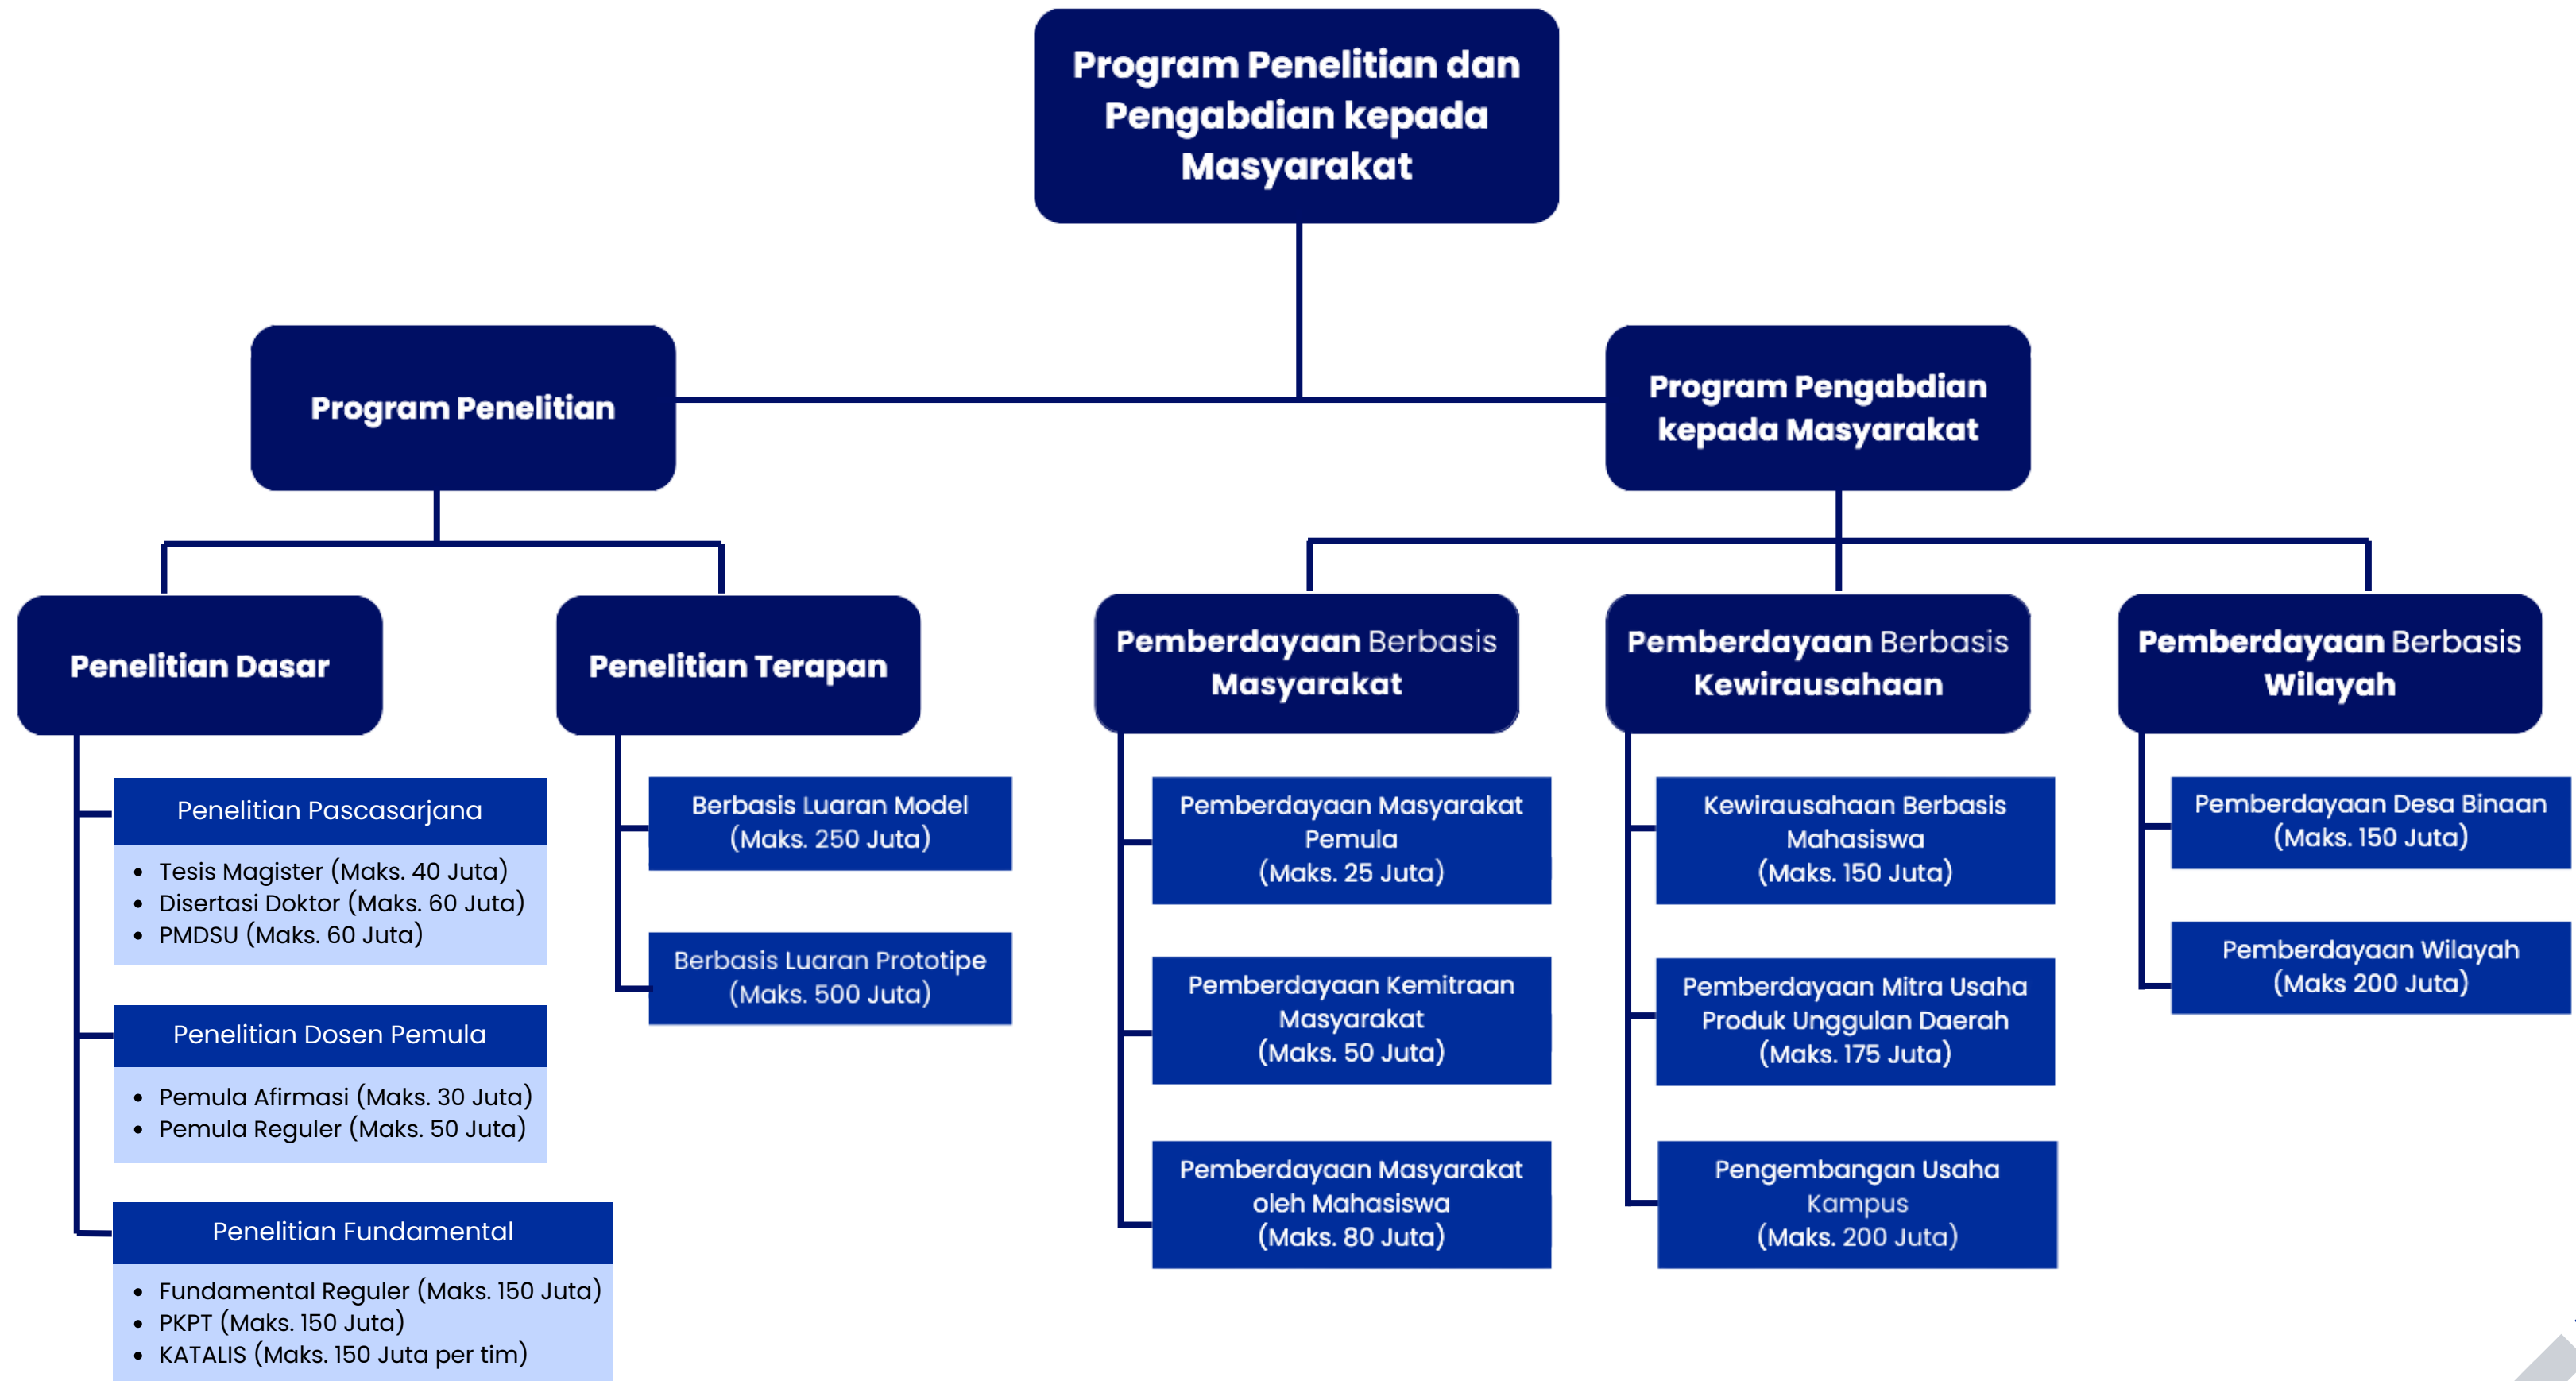 Program Penelitian dan
Pengabdian kepada
Masyarakat
Program Penelitian
Program Pengabdian
kepada Masyarakat
Penelitian Dasar
Penelitian Pascasarjana
• Tesis Magister (Maks. 40 Juta)
• Disertasi Doktor (Maks. 60 Juta)
• PMDSU (Maks. 60 Juta)
Penelitian Dosen Pemula
• Pemula Afirmasi (Maks. 30 Juta)
• Pemula Reguler (Maks. 50 Juta)
Penelitian Fundamental
• Fundamental Reguler (Maks. 150 Juta)
• PKPT (Maks. 150 Juta)
• KATALIS (Maks. 150 Juta per tim)
Penelitian Terapan
Berbasis Luaran Model
(Maks. 250 Juta)
Berbasis Luaran Prototipe
(Maks. 500 Juta)
Pemberdayaan Berbasis
Masyarakat
Pemberdayaan Masyarakat
Pemula
(Maks. 25 Juta)
Pemberdayaan Kemitraan
Masyarakat
(Maks. 50 Juta)
Pemberdayaan Masyarakat
oleh Mahasiswa
(Maks. 80 Juta)
Pemberdayaan Berbasis
Kewirausahaan
Kewirausahaan Berbasis
Mahasiswa
(Maks. 150 Juta)
Pemberdayaan Mitra Usaha
Produk Unggulan Daerah
(Maks. 175 Juta)
Pengembangan Usaha
Kampus
(Maks. 200 Juta)
Pemberdayaan Berbasis
Wilayah
Pemberdayaan Desa Binaan
(Maks. 150 Juta)
Pemberdayaan Wilayah
(Maks 200 Juta)